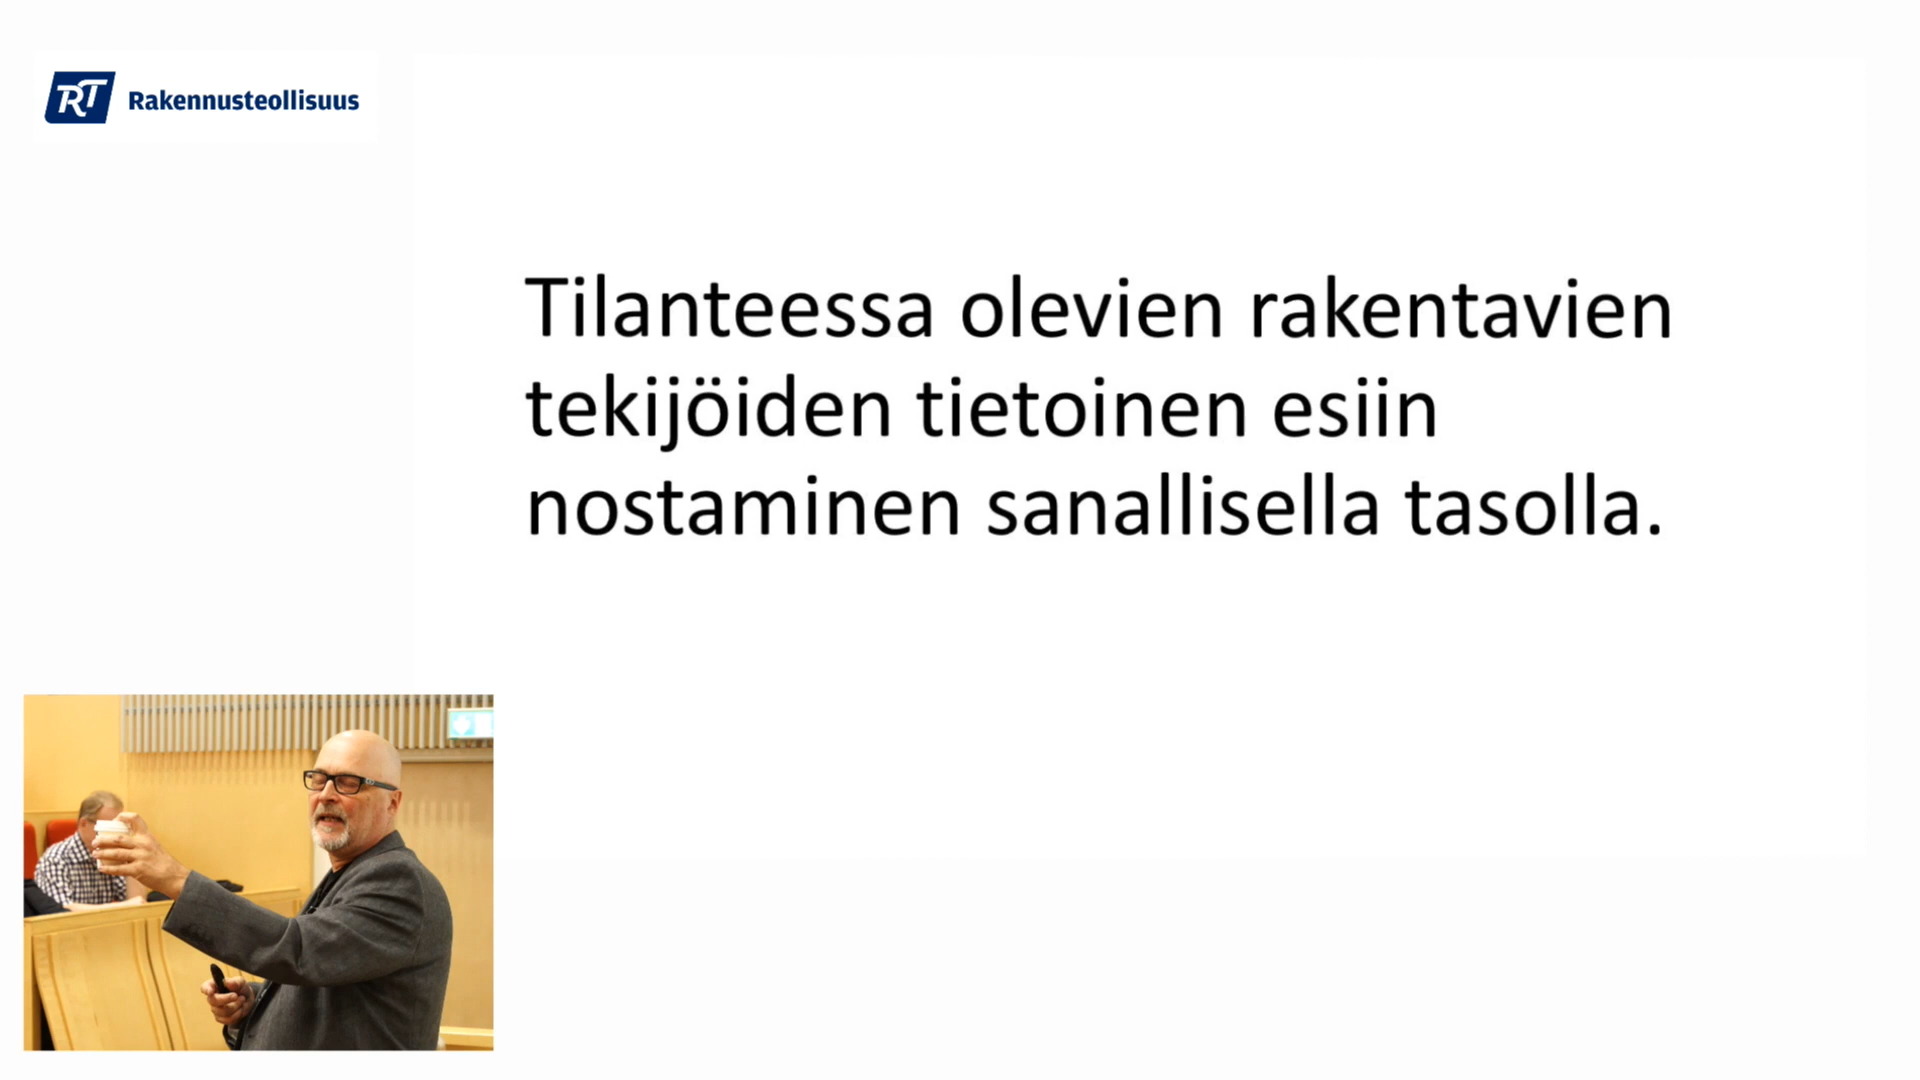 RT Rakennusteollisuus
Tilanteessa olevien rakentavien
tekijöiden tietoinen esiin
nostaminen sanallisella tasolla.